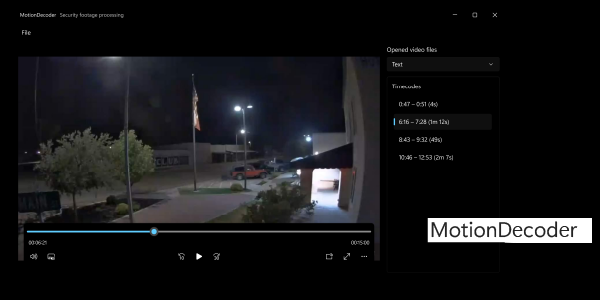 MotionDecoder Security footage processing
File
Opened video files
Text
Timecodes
0:47 – 0:51 (4s)
6:16 – 7:28 (1m 12s)
8:43 – 9:32 (49s)
10:46 – 12:53 (2m 7s)
MotionDecoder
00:06:21
00:15:00